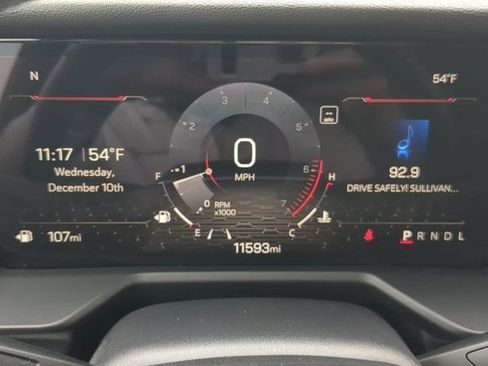 N
54°F
3 4
2 5
-- MPH
11:17 54°F
Wednesday,
December 10th
0
MPH
92.9
DRIVE SAFELY! SULLIVAN...
F 1 6 H
0 RPM x1000 7
E C
107mi
11593mi
P R N D L